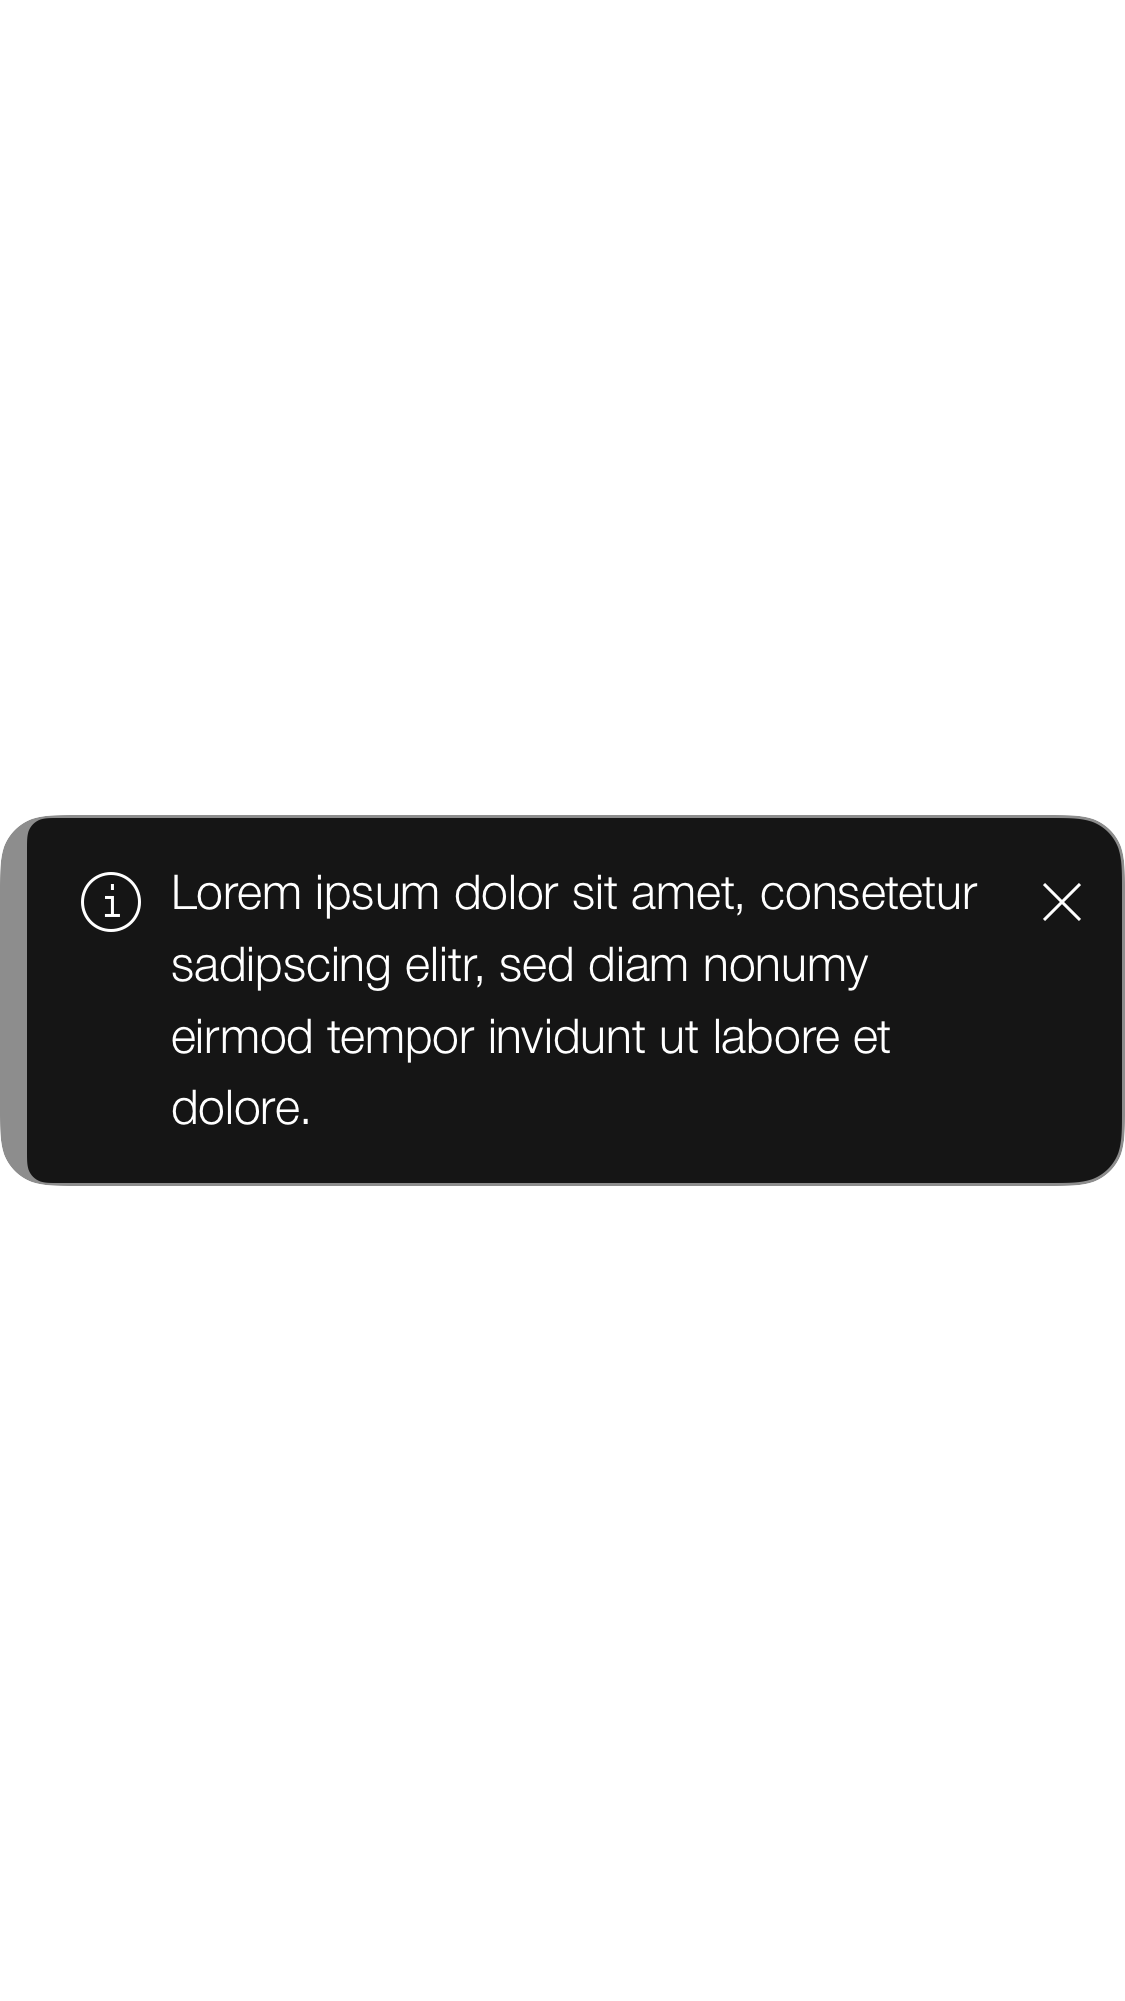 Lorem ipsum dolor sit amet, consetetur
sadipscing elitr, sed diam nonumy
eirmod tempor invidunt ut labore et
dolore.